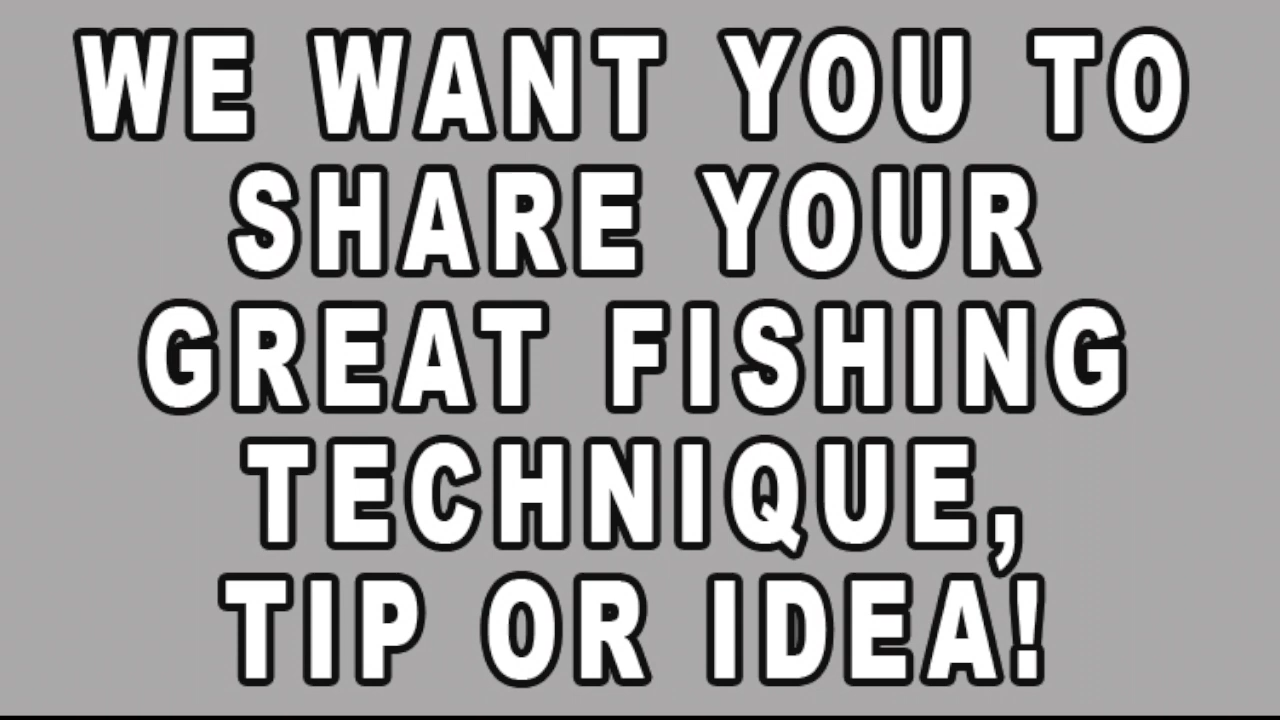 WE WANT YOU TO
SHARE YOUR
GREAT FISHING
TECHNIQUE,
TIP OR IDEA!